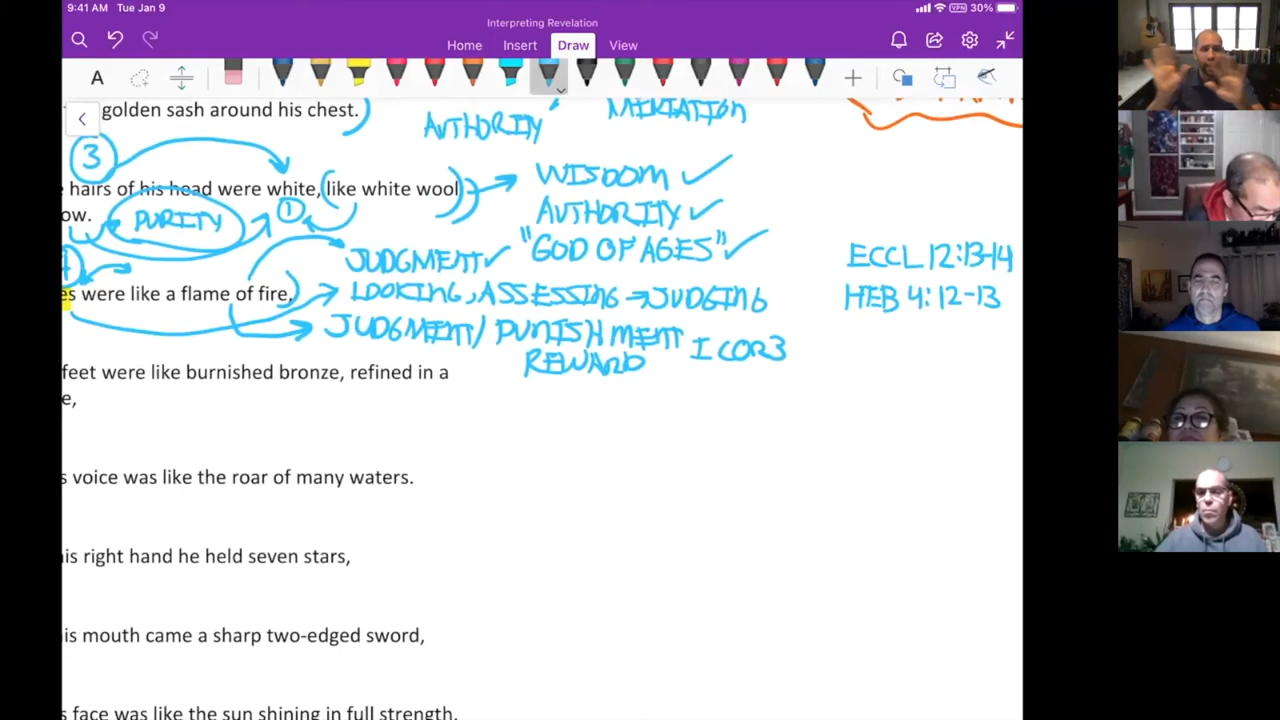 9:41 AM Tue Jan 9
VPN 30%
Interpreting Revelation
Home Insert Draw View
A
golden sash around his chest.
AUTHORITY
3
hairs of his head were white, (like white wool)
WISDOM ✓
ow.
PURITY
①
AUTHORITY ✓
"GOD OF AGES" ✓
JUDGMENT ✓
ECCL 12:13-14
es were like a flame of fire,
LOOKING, ASSESSING → JUDGING
HEB 4:12-13
JUDGMENT / PUNISHMENT
REWARD
I COR 3
feet were like burnished bronze, refined in a
e,
s voice was like the roar of many waters.
is right hand he held seven stars,
is mouth came a sharp two-edged sword,
s face was like the sun shining in full strength.